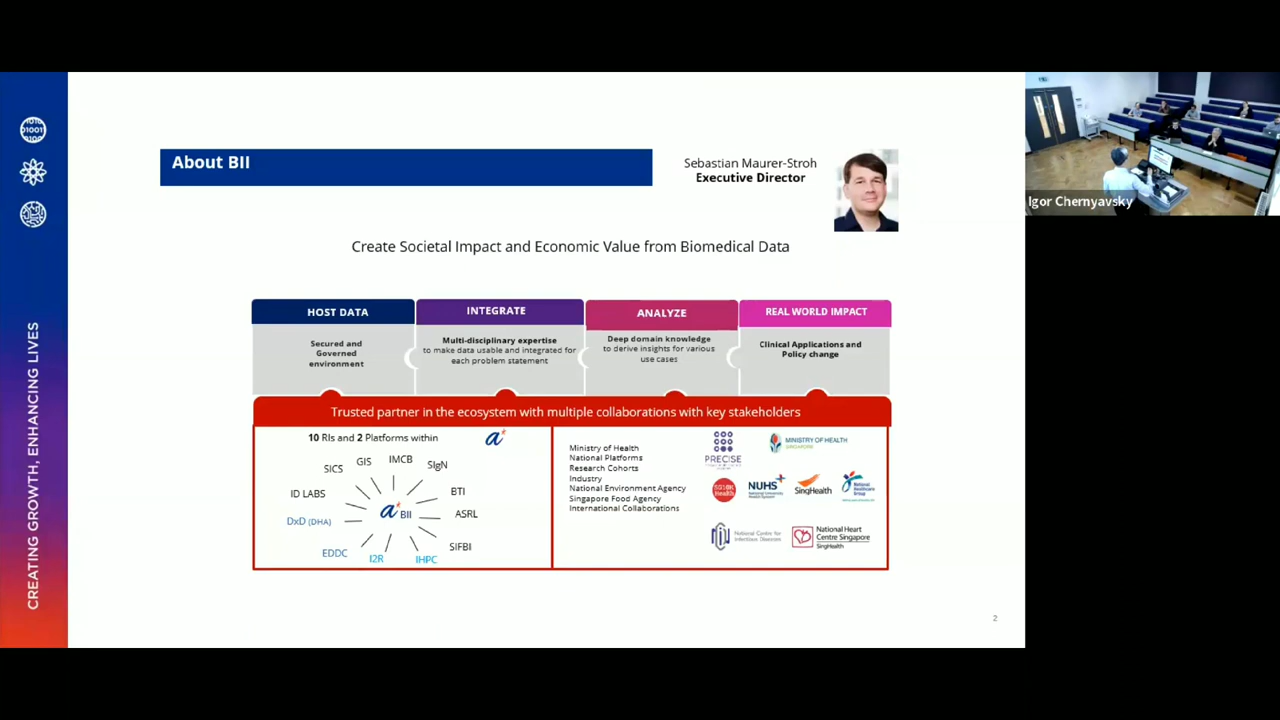 About BII
Sebastian Maurer-Stroh
Executive Director
Create Societal Impact and Economic Value from Biomedical Data
HOST DATA
Secured and
Governed
environment
INTEGRATE
Multi-disciplinary expertise
to make data usable and integrated for
each problem statement
ANALYZE
Deep domain knowledge
to derive insights for various
use cases
REAL WORLD IMPACT
Clinical Applications and
Policy change
Trusted partner in the ecosystem with multiple collaborations with key stakeholders
10 RIs and 2 Platforms within
SICS
GIS
IMCB
SIgN
ID LABS
BTI
DxD (DHA)
BII
ASRL
EDDC
I2R
IHPC
SIFBI
Ministry of Health
National Platforms
Research Cohorts
Industry
National Environment Agency
Singapore Food Agency
International Collaborations
PRECISE
MINISTRY OF HEALTH
SINGAPORE
SG10K
Health
NUHS
National University
Health System
SingHealth
National
Healthcare
Group
National Centre for
Infectious Diseases
National Heart
Centre Singapore
SingHealth
2
CREATING GROWTH, ENHANCING LIVES
Igor Chernyavsky